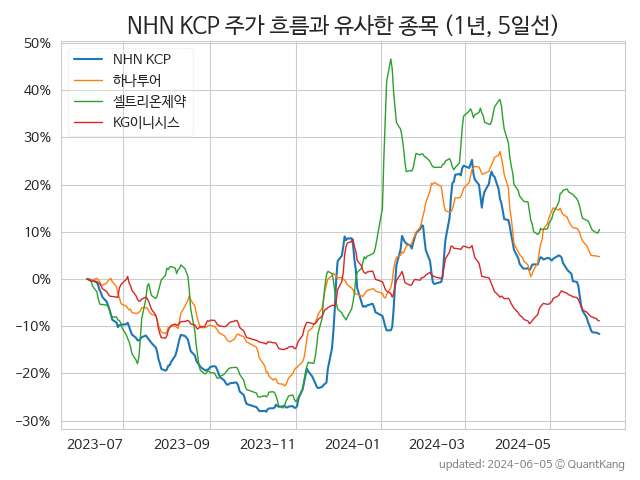 NHN KCP 주가 흐름과 유사한 종목 (1년, 5일선)
50%
40%
30%
20%
10%
0%
−10%
−20%
−30%
NHN KCP
하나투어
셀트리온제약
KG이니시스
2023-07 2023-09 2023-11 2024-01 2024-03 2024-05
updated: 2024-06-05 © QuantKang